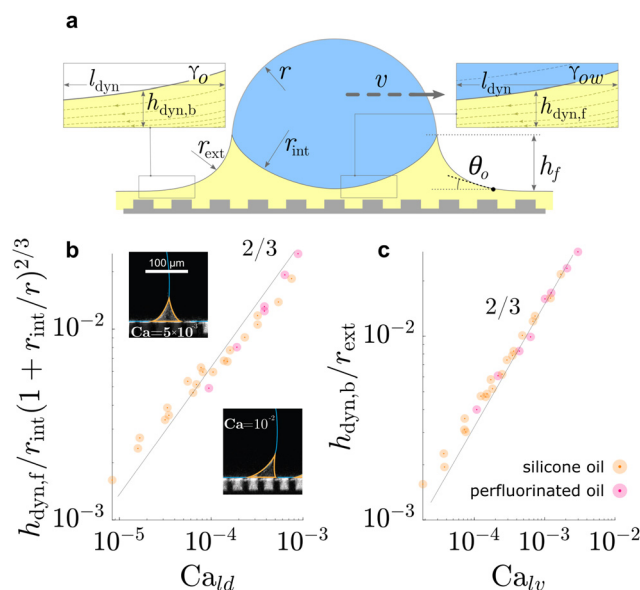 a
l_dyn γ_o
h_dyn,b
r
v
l_dyn γ_ow
h_dyn,f
r_ext
r_int
θ_o
h_f
b
2/3
100 μm
Ca=5·10⁻³
Ca=10⁻²
h_dyn,f/r_int(1 + r_int/r)^2/3
10⁻²
10⁻³
10⁻⁵ 10⁻⁴ 10⁻³
Ca_ld
c
2/3
h_dyn,b/r_ext
10⁻²
10⁻³
silicone oil
perfluorinated oil
10⁻⁴ 10⁻³ 10⁻²
Ca_lv